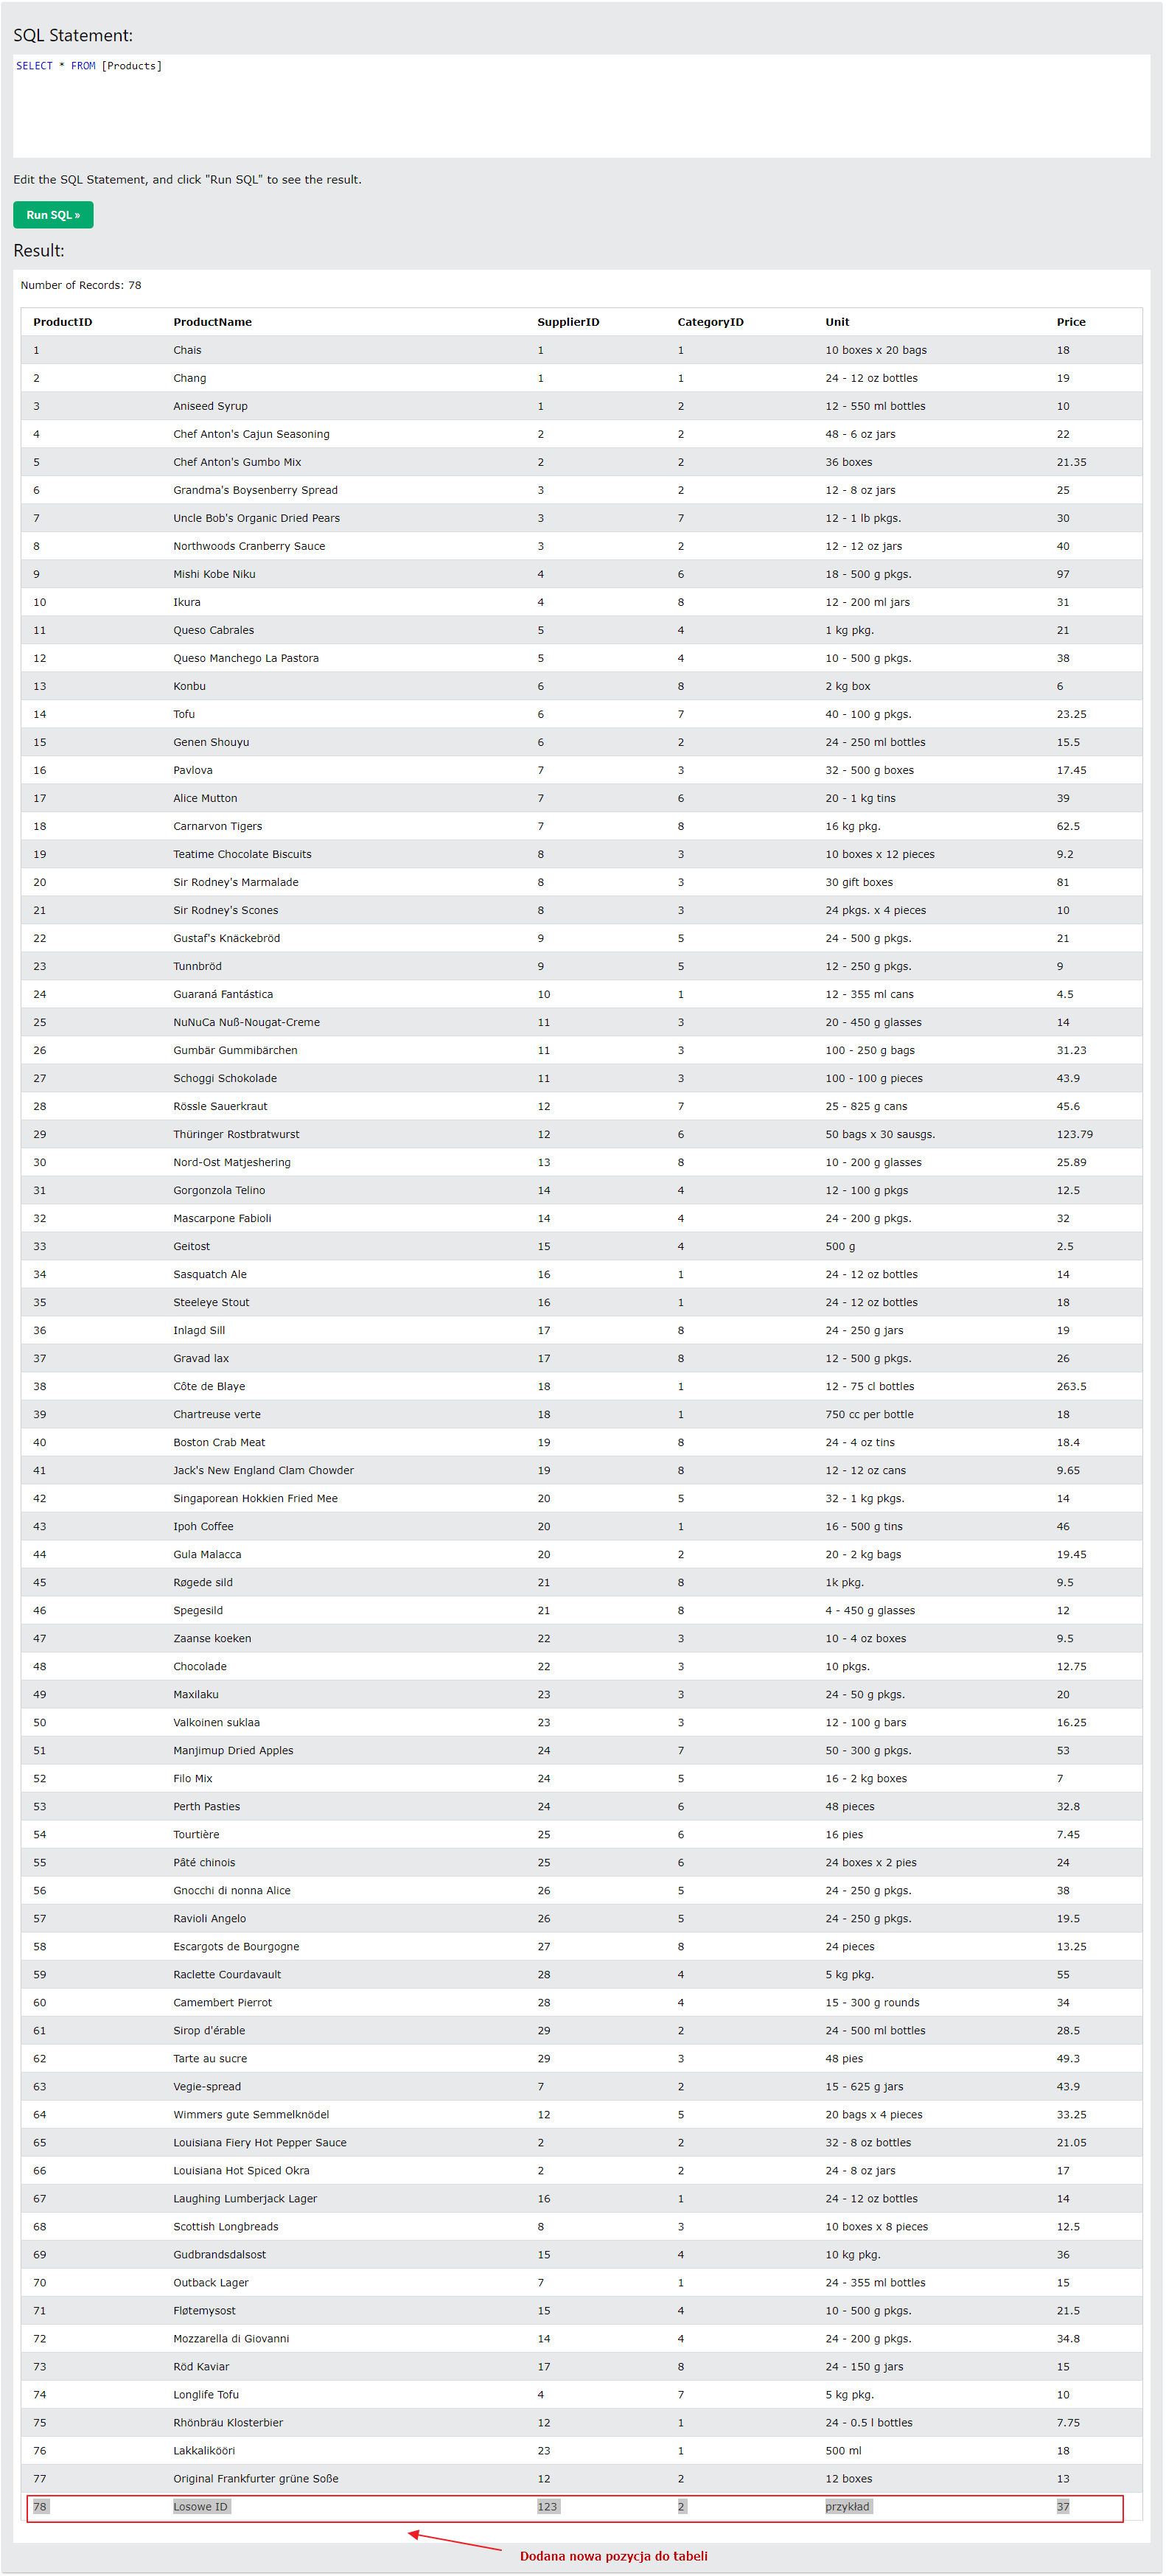 SQL Statement:
SELECT * FROM [Products]
Edit the SQL Statement, and click "Run SQL" to see the result.
Run SQL »
Result:
Number of Records: 78
ProductID ProductName SupplierID CategoryID Unit Price
1 Chais 1 1 10 boxes x 20 bags 18
2 Chang 1 1 24 - 12 oz bottles 19
3 Aniseed Syrup 1 2 12 - 550 ml bottles 10
4 Chef Anton's Cajun Seasoning 2 2 48 - 6 oz jars 22
5 Chef Anton's Gumbo Mix 2 2 36 boxes 21.35
6 Grandma's Boysenberry Spread 3 2 12 - 8 oz jars 25
7 Uncle Bob's Organic Dried Pears 3 7 12 - 1 lb pkgs. 30
8 Northwoods Cranberry Sauce 3 2 12 - 12 oz jars 40
9 Mishi Kobe Niku 4 6 18 - 500 g pkgs. 97
10 Ikura 4 8 12 - 200 ml jars 31
11 Queso Cabrales 5 4 1 kg pkg. 21
12 Queso Manchego La Pastora 5 4 10 - 500 g pkgs. 38
13 Konbu 6 8 2 kg box 6
14 Tofu 6 7 40 - 100 g pkgs. 23.25
15 Genen Shouyu 6 2 24 - 250 ml bottles 15.5
16 Pavlova 7 3 32 - 500 g boxes 17.45
17 Alice Mutton 7 6 20 - 1 kg tins 39
18 Carnarvon Tigers 7 8 16 kg pkg. 62.5
19 Teatime Chocolate Biscuits 8 3 10 boxes x 12 pieces 9.2
20 Sir Rodney's Marmalade 8 3 30 gift boxes 81
21 Sir Rodney's Scones 8 3 24 pkgs. x 4 pieces 10
22 Gustaf's Knäckebröd 9 5 24 - 500 g pkgs. 21
23 Tunnbröd 9 5 12 - 250 g pkgs. 9
24 Guaraná Fantástica 10 1 12 - 355 ml cans 4.5
25 NuNuCa Nuß-Nougat-Creme 11 3 20 - 450 g glasses 14
26 Gumbär Gummibärchen 11 3 100 - 250 g bags 31.23
27 Schoggi Schokolade 11 3 100 - 100 g pieces 43.9
28 Rössle Sauerkraut 12 7 25 - 825 g cans 45.6
29 Thüringer Rostbratwurst 12 6 50 bags x 30 sausgs. 123.79
30 Nord-Ost Matjeshering 13 8 10 - 200 g glasses 25.89
31 Gorgonzola Telino 14 4 12 - 100 g pkgs 12.5
32 Mascarpone Fabioli 14 4 24 - 200 g pkgs. 32
33 Geitost 15 4 500 g 2.5
34 Sasquatch Ale 16 1 24 - 12 oz bottles 14
35 Steeleye Stout 16 1 24 - 12 oz bottles 18
36 Inlagd Sill 17 8 24 - 250 g jars 19
37 Gravad lax 17 8 12 - 500 g pkgs. 26
38 Côte de Blaye 18 1 12 - 75 cl bottles 263.5
39 Chartreuse verte 18 1 750 cc per bottle 18
40 Boston Crab Meat 19 8 24 - 4 oz tins 18.4
41 Jack's New England Clam Chowder 19 8 12 - 12 oz cans 9.65
42 Singaporean Hokkien Fried Mee 20 5 32 - 1 kg pkgs. 14
43 Ipoh Coffee 20 1 16 - 500 g tins 46
44 Gula Malacca 20 2 20 - 2 kg bags 19.45
45 Røgede sild 21 8 1k pkg. 9.5
46 Spegesild 21 8 4 - 450 g glasses 12
47 Zaanse koeken 22 3 10 - 4 oz boxes 9.5
48 Chocolade 22 3 10 pkgs. 12.75
49 Maxilaku 23 3 24 - 50 g pkgs. 20
50 Valkoinen suklaa 23 3 12 - 100 g bars 16.25
51 Manjimup Dried Apples 24 7 50 - 300 g pkgs. 53
52 Filo Mix 24 5 16 - 2 kg boxes 7
53 Perth Pasties 24 6 48 pieces 32.8
54 Tourtière 25 6 16 pies 7.45
55 Pâté chinois 25 6 24 boxes x 2 pies 24
56 Gnocchi di nonna Alice 26 5 24 - 250 g pkgs. 38
57 Ravioli Angelo 26 5 24 - 250 g pkgs. 19.5
58 Escargots de Bourgogne 27 8 24 pieces 13.25
59 Raclette Courdavault 28 4 5 kg pkg. 55
60 Camembert Pierrot 28 4 15 - 300 g rounds 34
61 Sirop d'érable 29 2 24 - 500 ml bottles 28.5
62 Tarte au sucre 29 3 48 pies 49.3
63 Vegie-spread 7 2 15 - 625 g jars 43.9
64 Wimmers gute Semmelknödel 12 5 20 bags x 4 pieces 33.25
65 Louisiana Fiery Hot Pepper Sauce 2 2 32 - 8 oz bottles 21.05
66 Louisiana Hot Spiced Okra 2 2 24 - 8 oz jars 17
67 Laughing Lumberjack Lager 16 1 24 - 12 oz bottles 14
68 Scottish Longbreads 8 3 10 boxes x 8 pieces 12.5
69 Gudbrandsdalsost 15 4 10 kg pkg. 36
70 Outback Lager 7 1 24 - 355 ml bottles 15
71 Fløtemysost 15 4 10 - 500 g pkgs. 21.5
72 Mozzarella di Giovanni 14 4 24 - 200 g pkgs. 34.8
73 Röd Kaviar 17 8 24 - 150 g jars 15
74 Longlife Tofu 4 7 5 kg pkg. 10
75 Rhönbräu Klosterbier 12 1 24 - 0.5 l bottles 7.75
76 Lakkalikööri 23 1 500 ml 18
77 Original Frankfurter grüne Soße 12 2 12 boxes 13
78 Losowe ID 123 2 przykład 37
Dodana nowa pozycja do tabeli